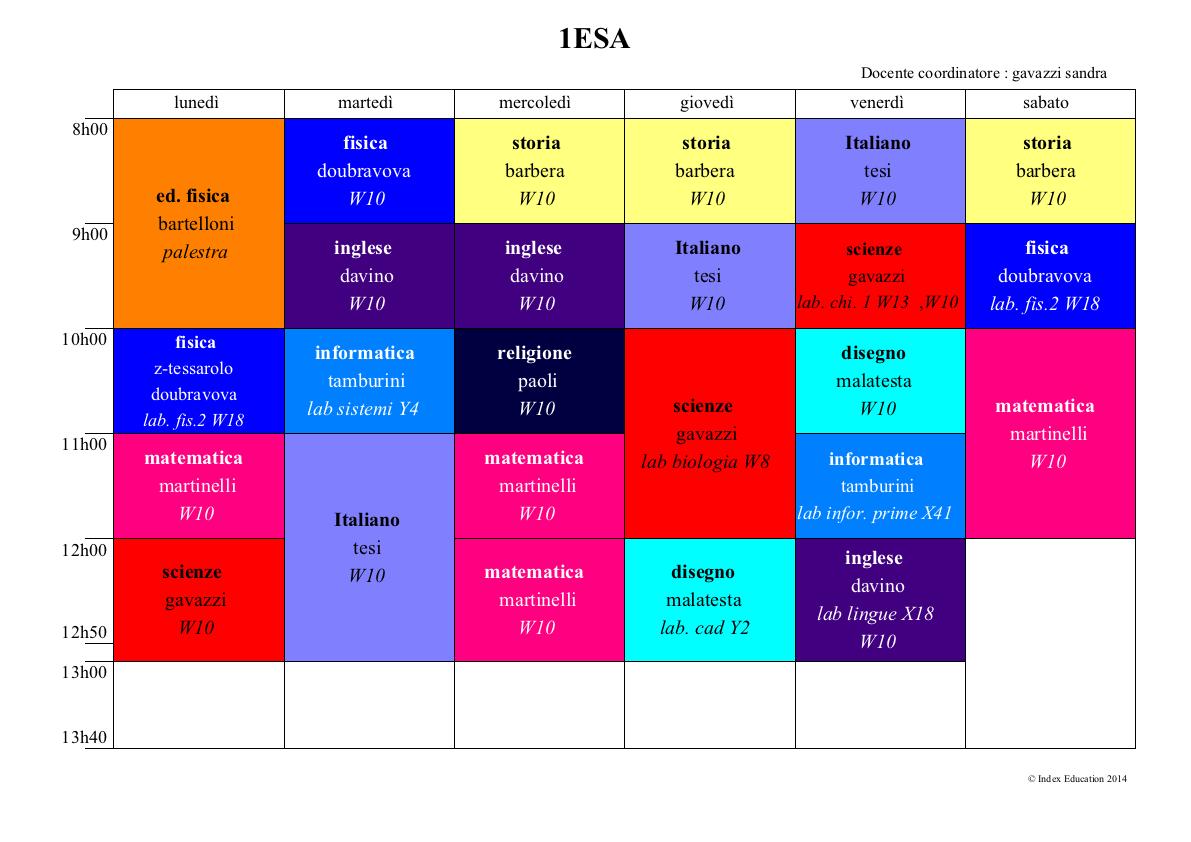 1ESA
Docente coordinatore : gavazzi sandra
lunedì martedì mercoledì giovedì venerdì sabato
8h00
ed. fisica
bartelloni
palestra
fisica
doubravova
W10
storia
barbera
W10
storia
barbera
W10
Italiano
tesi
W10
storia
barbera
W10
9h00
inglese
davino
W10
inglese
davino
W10
Italiano
tesi
W10
scienze
gavazzi
lab. chi. 1 W13 ,W10
fisica
doubravova
lab. fis.2 W18
10h00
fisica
z-tessarolo
doubravova
lab. fis.2 W18
informatica
tamburini
lab sistemi Y4
religione
paoli
W10
scienze
gavazzi
lab biologia W8
disegno
malatesta
W10
matematica
martinelli
W10
11h00
matematica
martinelli
W10
Italiano
tesi
W10
matematica
martinelli
W10
informatica
tamburini
lab infor. prime X41
12h00
scienze
gavazzi
W10
matematica
martinelli
W10
disegno
malatesta
lab. cad Y2
inglese
davino
lab lingue X18
W10
12h50
13h00
13h40
© Index Education 2014